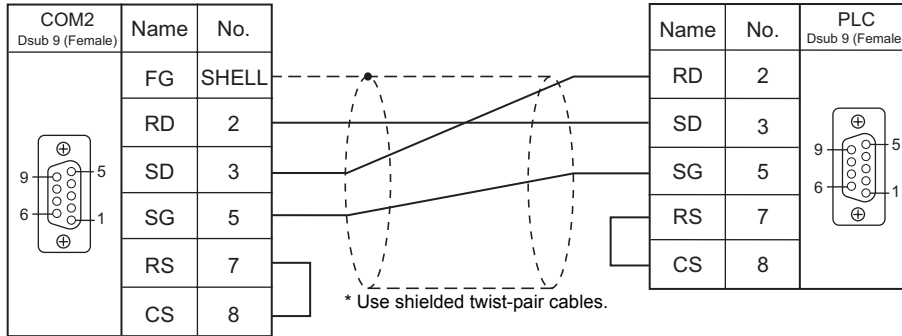 COM2
Dsub 9 (Female)
Name No.
FG SHELL
RD 2
SD 3
SG 5
RS 7
CS 8
9
6
5
1
Name No.
PLC
Dsub 9 (Female
RD 2
SD 3
SG 5
RS 7
CS 8
9
6
5
1
* Use shielded twist-pair cables.